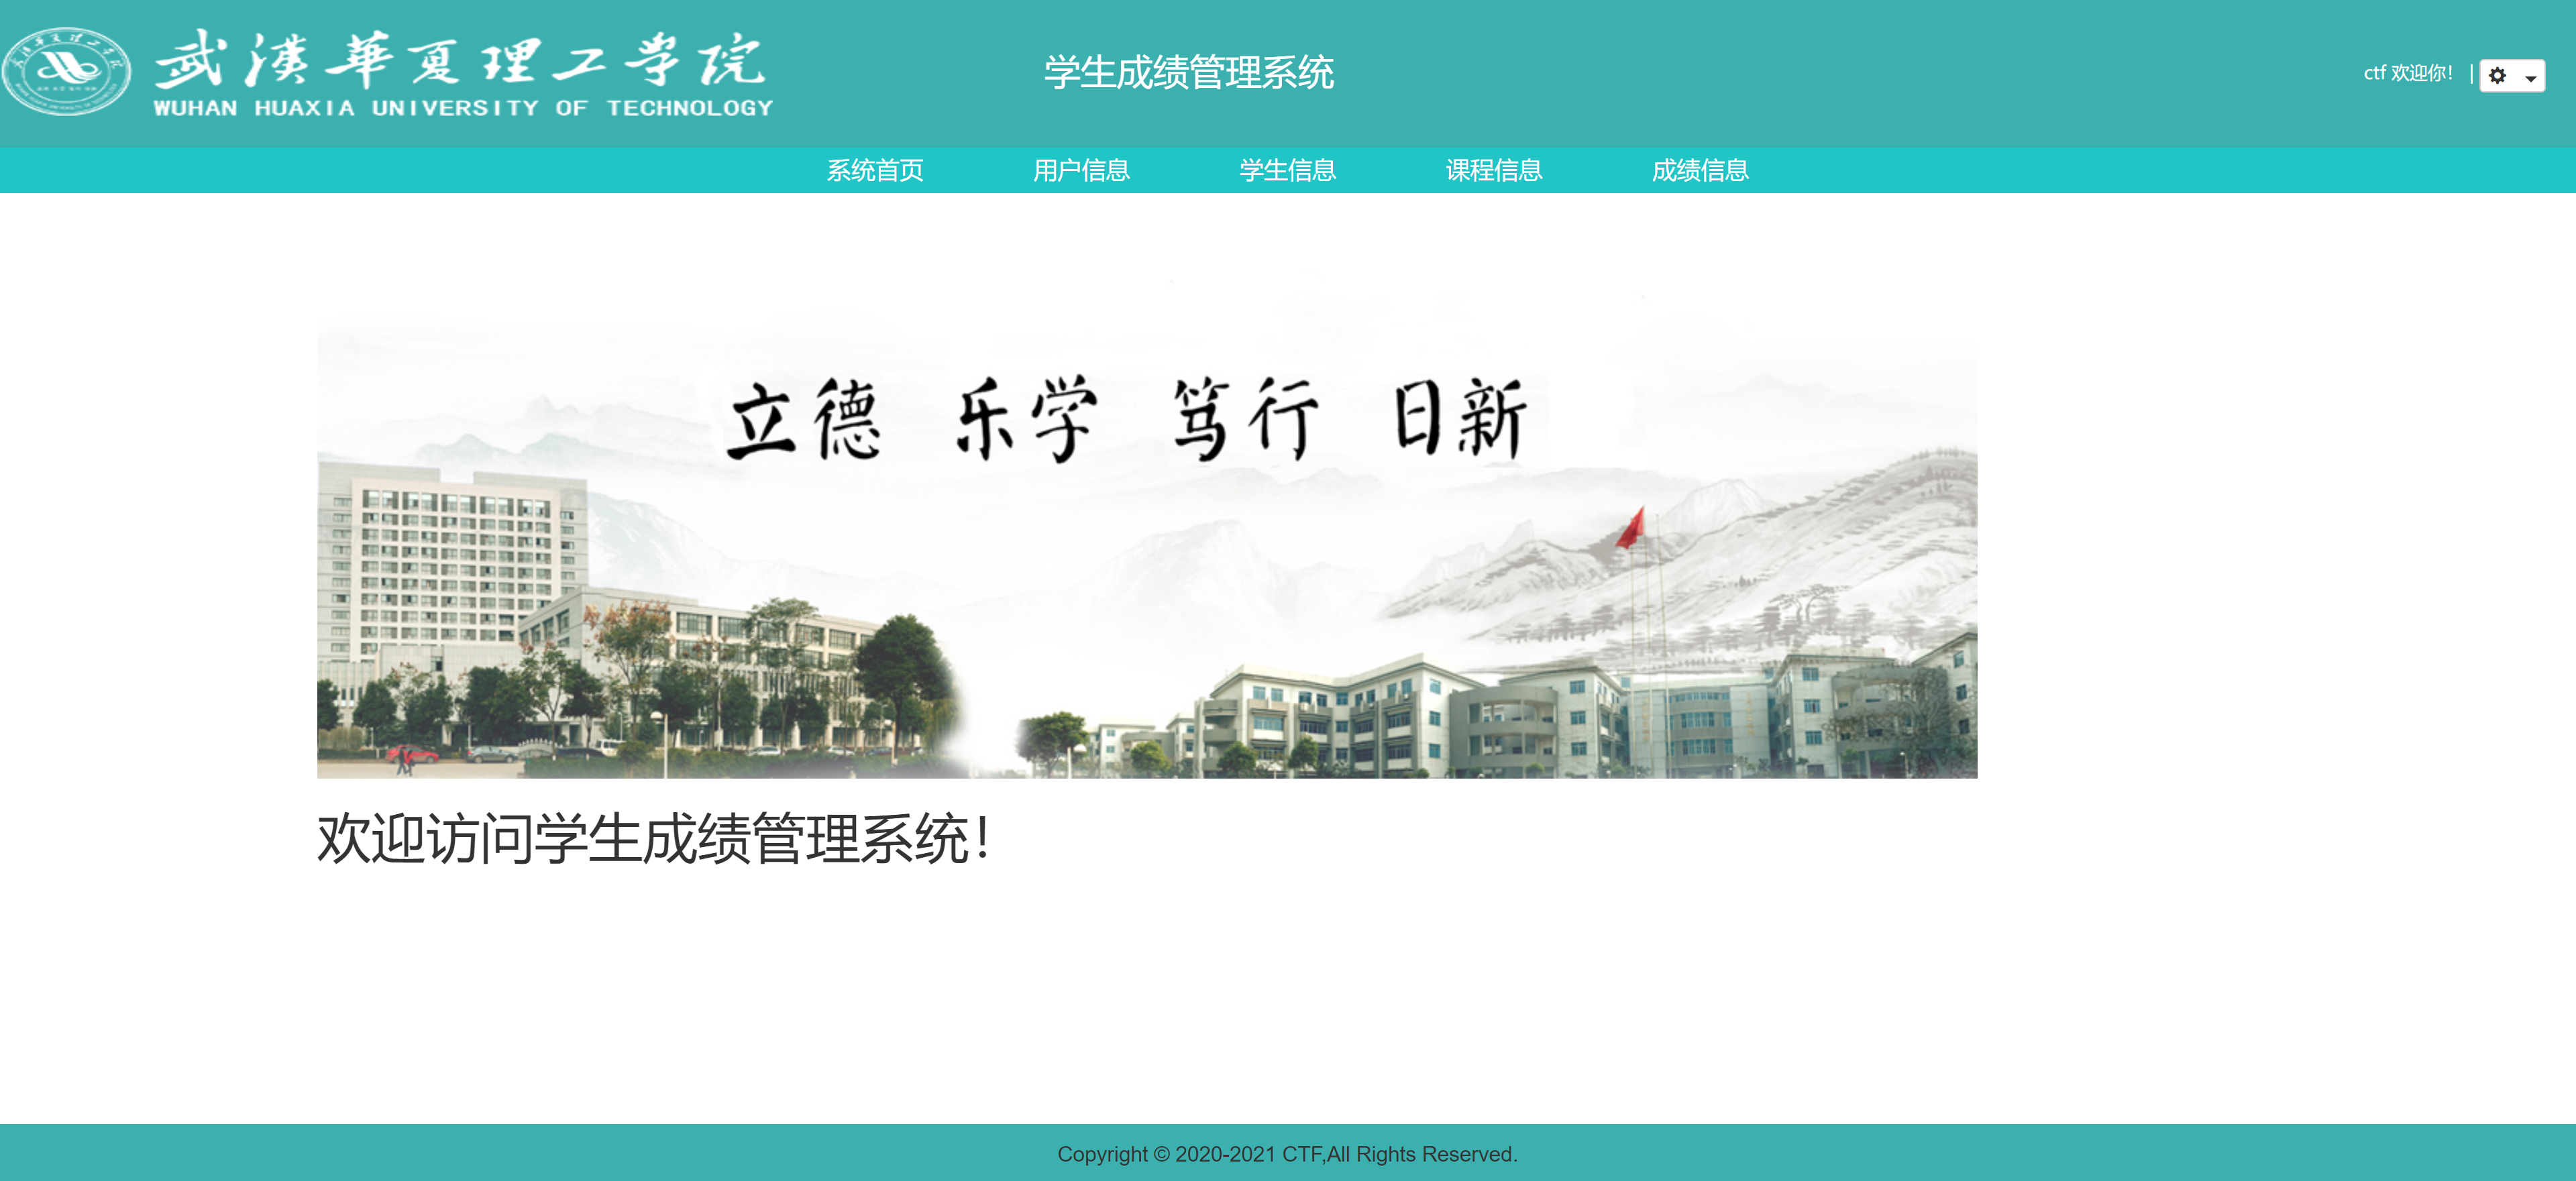 武漢華夏理工学院
WUHAN HUAXIA UNIVERSITY OF TECHNOLOGY
学生成绩管理系统
ctf 欢迎你！ |
系统首页 用户信息 学生信息 课程信息 成绩信息
立德 乐学 笃行 日新
欢迎访问学生成绩管理系统！
Copyright © 2020-2021 CTF,All Rights Reserved.